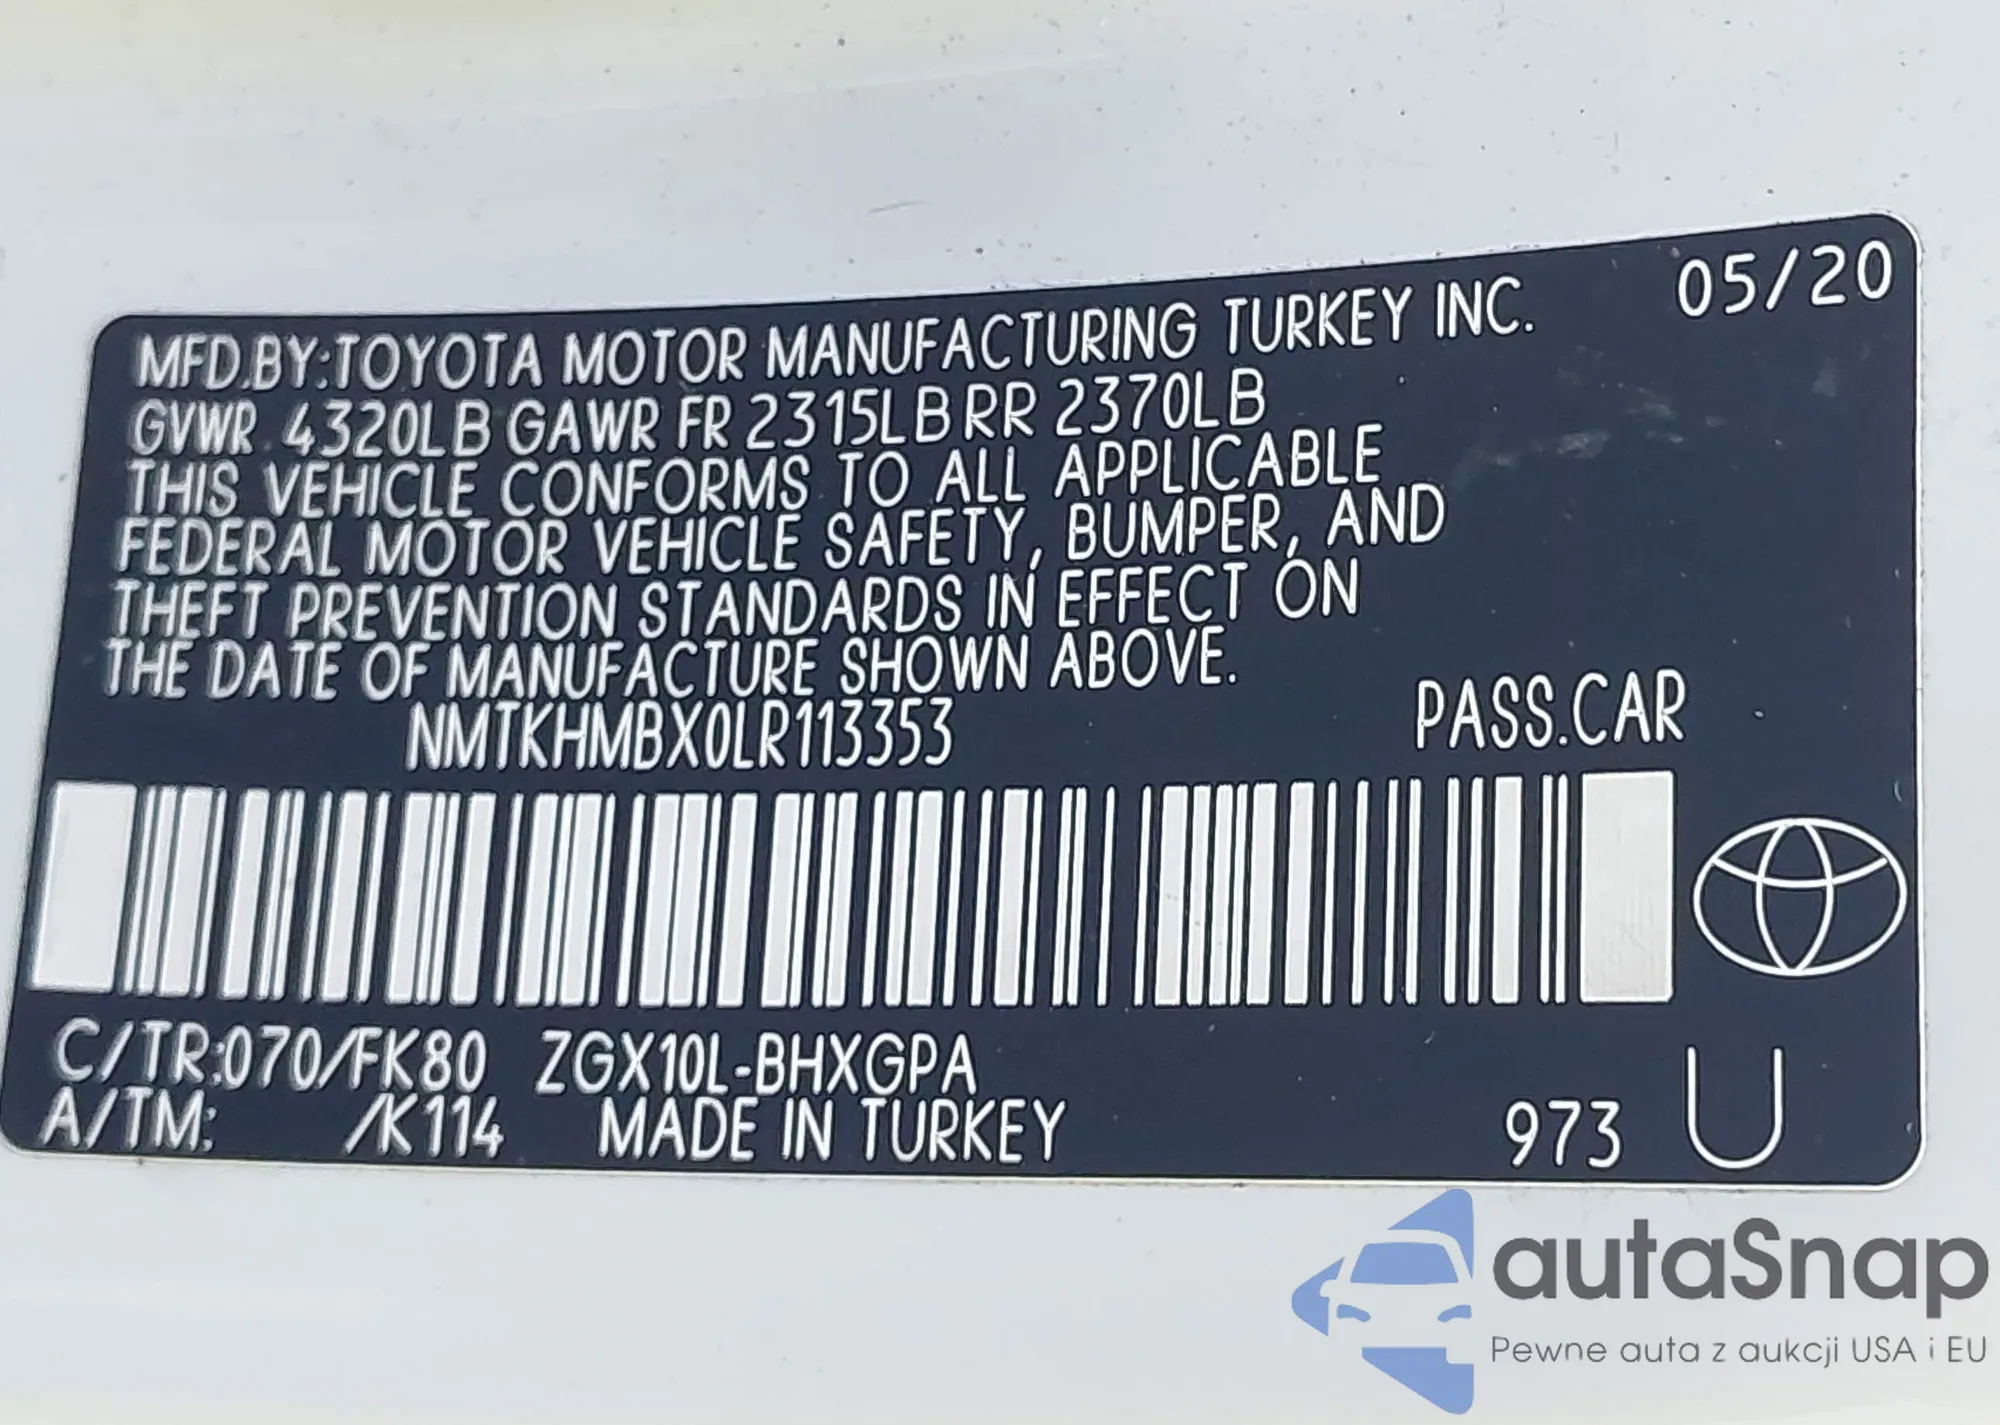 05/20
MFD.BY:TOYOTA MOTOR MANUFACTURING TURKEY INC.
GVWR 4320LB GAWR FR 2315LB RR 2370LB
THIS VEHICLE CONFORMS TO ALL APPLICABLE
FEDERAL MOTOR VEHICLE SAFETY, BUMPER, AND
THEFT PREVENTION STANDARDS IN EFFECT ON
THE DATE OF MANUFACTURE SHOWN ABOVE.
NMTKHMBX0LR113353 PASS.CAR
C/TR:070/FK80 ZGX10L-BHXGPA
A/TM: /K114 MADE IN TURKEY 973 U
autaSnap
Pewne auta z aukcji USA i EU